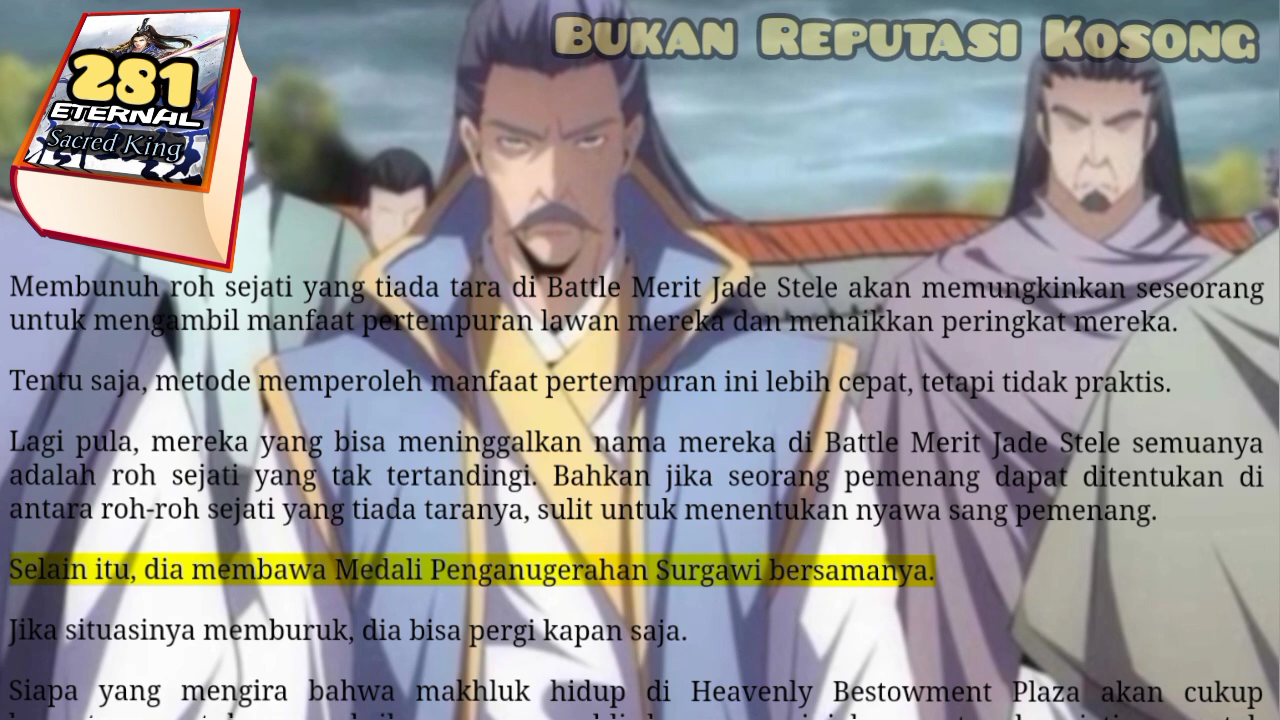 281
ETERNAL
Sacred King
Bukan Reputasi Kosong
Membunuh roh sejati yang tiada tara di Battle Merit Jade Stele akan memungkinkan seseorang
untuk mengambil manfaat pertempuran lawan mereka dan menaikkan peringkat mereka.
Tentu saja, metode memperoleh manfaat pertempuran ini lebih cepat, tetapi tidak praktis.
Lagi pula, mereka yang bisa meninggalkan nama mereka di Battle Merit Jade Stele semuanya
adalah roh sejati yang tak tertandingi. Bahkan jika seorang pemenang dapat ditentukan di
antara roh-roh sejati yang tiada taranya, sulit untuk menentukan nyawa sang pemenang.
Selain itu, dia membawa Medali Penganugerahan Surgawi bersamanya.
Jika situasinya memburuk, dia bisa pergi kapan saja.
Siapa yang mengira bahwa makhluk hidup di Heavenly Bestowment Plaza akan cukup